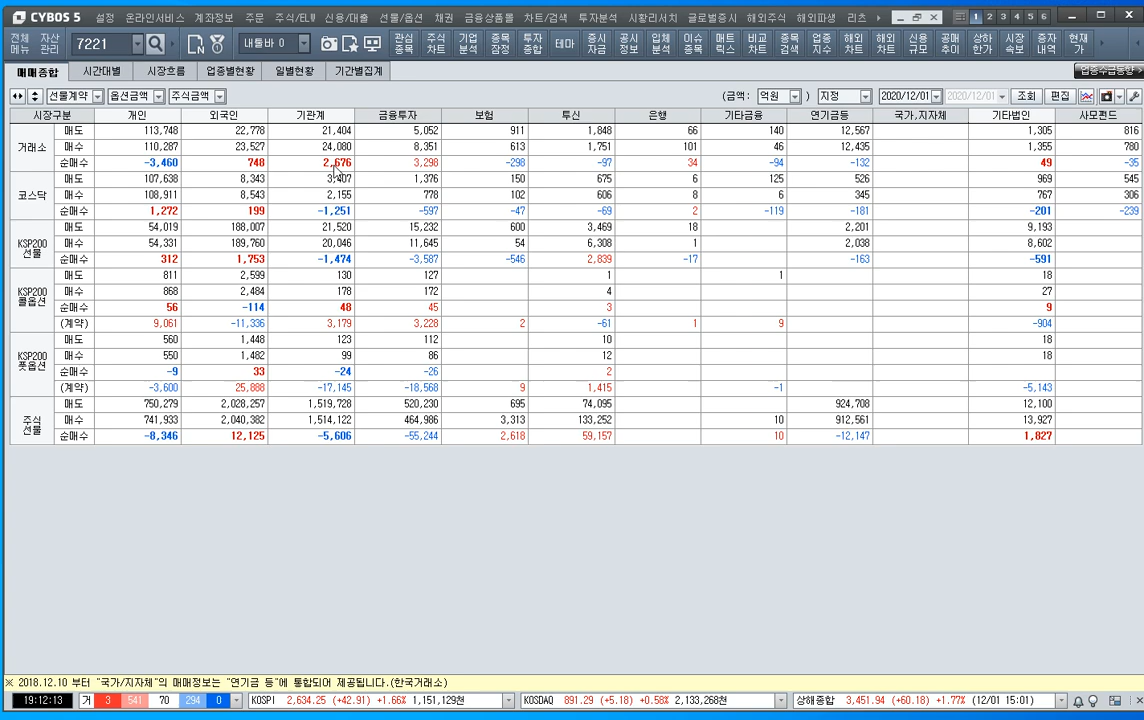 CYBOS 5 설정 온라인서비스 계좌정보 주문 주식/ELW 신용/대출 선물/옵션 채권 금융상품몰 차트/검색 투자분석 시황리서치 글로벌증시 해외주식 해외파생 리츠 1 2 3 4 5 6
전체메뉴 자산관리 7221 내툴바 0 관심종목 주식차트 기업분석 종목잠정 투자종합 테마 증시자금 공시정보 입체분석 이슈종목 매트릭스 비교차트 종목검색 업종지수 해외차트 해외차트 신용규모 공매추이 상하한가 시장속보 증자내역 현재가
매매종합 시간대별 시장흐름 업종별현황 일별현황 기간별집계 업종수급동향
선물계약 옵션금액 주식금액 (금액: 억원 ) 지정 2020/12/01 2020/12/01 조회 편집
시장구분 개인 외국인 기관계 금융투자 보험 투신 은행 기타금융 연기금등 국가,지자체 기타법인 사모펀드
거래소
매도 113,748 22,778 21,404 5,052 911 1,848 66 140 12,567 1,305 816
매수 110,287 23,527 24,080 8,351 613 1,751 101 46 12,435 1,355 780
순매수 -3,460 748 2,676 3,298 -298 -97 34 -94 -132 49 -35
코스닥
매도 107,638 8,343 3,407 1,376 150 675 6 125 526 969 545
매수 108,911 8,543 2,155 778 102 606 8 6 345 767 306
순매수 1,272 199 -1,251 -597 -47 -69 2 -119 -181 -201 -239
KSP200 선물
매도 54,019 188,007 21,520 15,232 600 3,469 18 2,201 9,193
매수 54,331 189,760 20,046 11,645 54 6,308 1 2,038 8,602
순매수 312 1,753 -1,474 -3,587 -546 2,839 -17 -163 -591
KSP200 콜옵션
매도 811 2,599 130 127 1 1 18
매수 868 2,484 178 172 4 27
순매수 56 -114 48 45 3 9
(계약) 9,061 -11,336 3,179 3,228 2 -61 1 9 -904
KSP200 풋옵션
매도 560 1,448 123 112 10 18
매수 550 1,482 99 86 12 18
순매수 -9 33 -24 -26 2
(계약) -3,600 25,888 -17,145 -18,568 9 1,415 -1 -5,143
주식 선물
매도 750,279 2,028,257 1,519,728 520,230 695 74,095 924,708 12,100
매수 741,933 2,040,382 1,514,122 464,986 3,313 133,252 10 912,561 13,927
순매수 -8,346 12,125 -5,606 -55,244 2,618 59,157 10 -12,147 1,827
※ 2018.12.10 부터 "국가/지자체"의 매매정보는 "연기금 등"에 통합되어 제공됩니다.(한국거래소)
19:12:13 거 3 541 70 294 0 KOSPI 2,634.25 (+42.91) +1.66% 1,151,129천 KOSDAQ 891.29 (+5.18) +0.58% 2,133,268천 상해종합 3,451.94 (+60.18) +1.77% (12/01 15:01)